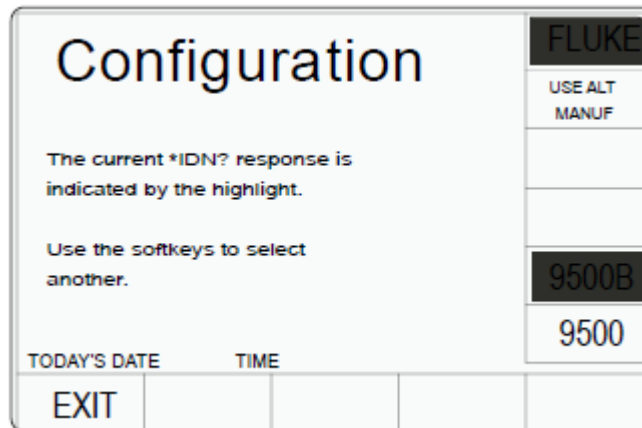 Configuration
FLUKE
USE ALT
MANUF
The current *IDN? response is
indicated by the highlight.
Use the softkeys to select
another.
9500B
9500
TODAY'S DATE TIME
EXIT